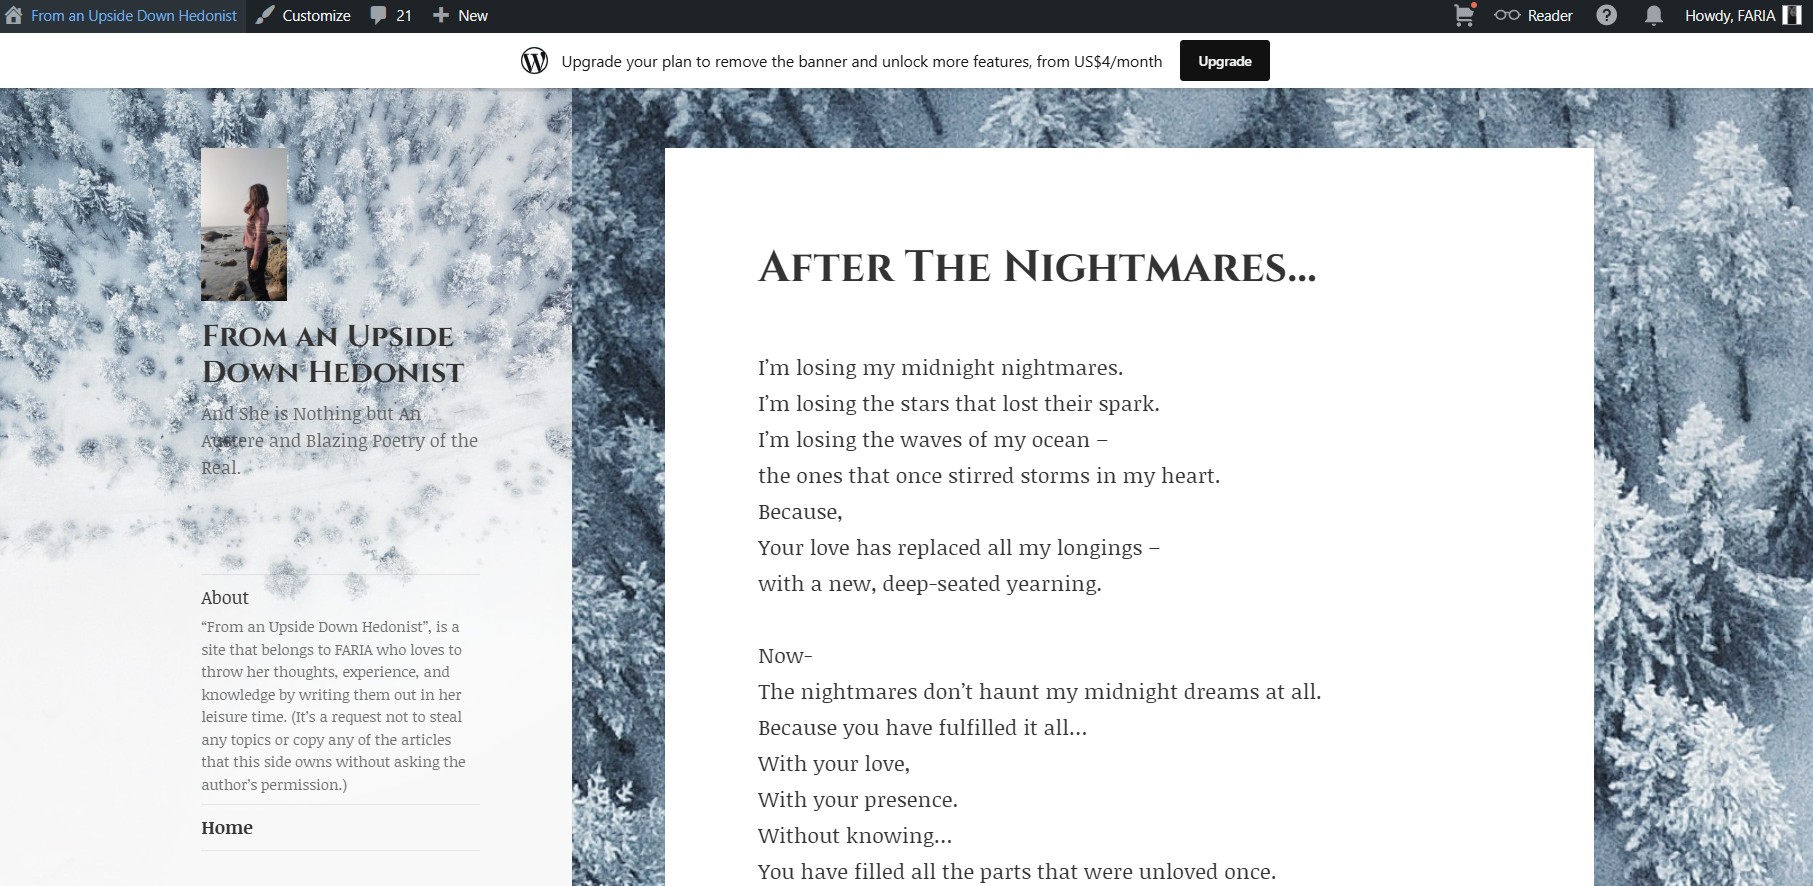 From an Upside Down Hedonist Customize 21 New Reader Howdy, FARIA
Upgrade your plan to remove the banner and unlock more features, from US$4/month Upgrade
From an Upside
Down Hedonist
And She is Nothing but An
Austere and Blazing Poetry of the
Real.
About
“From an Upside Down Hedonist”, is a
site that belongs to FARIA who loves to
throw her thoughts, experience, and
knowledge by writing them out in her
leisure time. (It’s a request not to steal
any topics or copy any of the articles
that this side owns without asking the
author’s permission.)
Home
After The Nightmares…
I’m losing my midnight nightmares.
I’m losing the stars that lost their spark.
I’m losing the waves of my ocean –
the ones that once stirred storms in my heart.
Because,
Your love has replaced all my longings –
with a new, deep-seated yearning.
Now-
The nightmares don’t haunt my midnight dreams at all.
Because you have fulfilled it all…
With your love,
With your presence.
Without knowing…
You have filled all the parts that were unloved once.